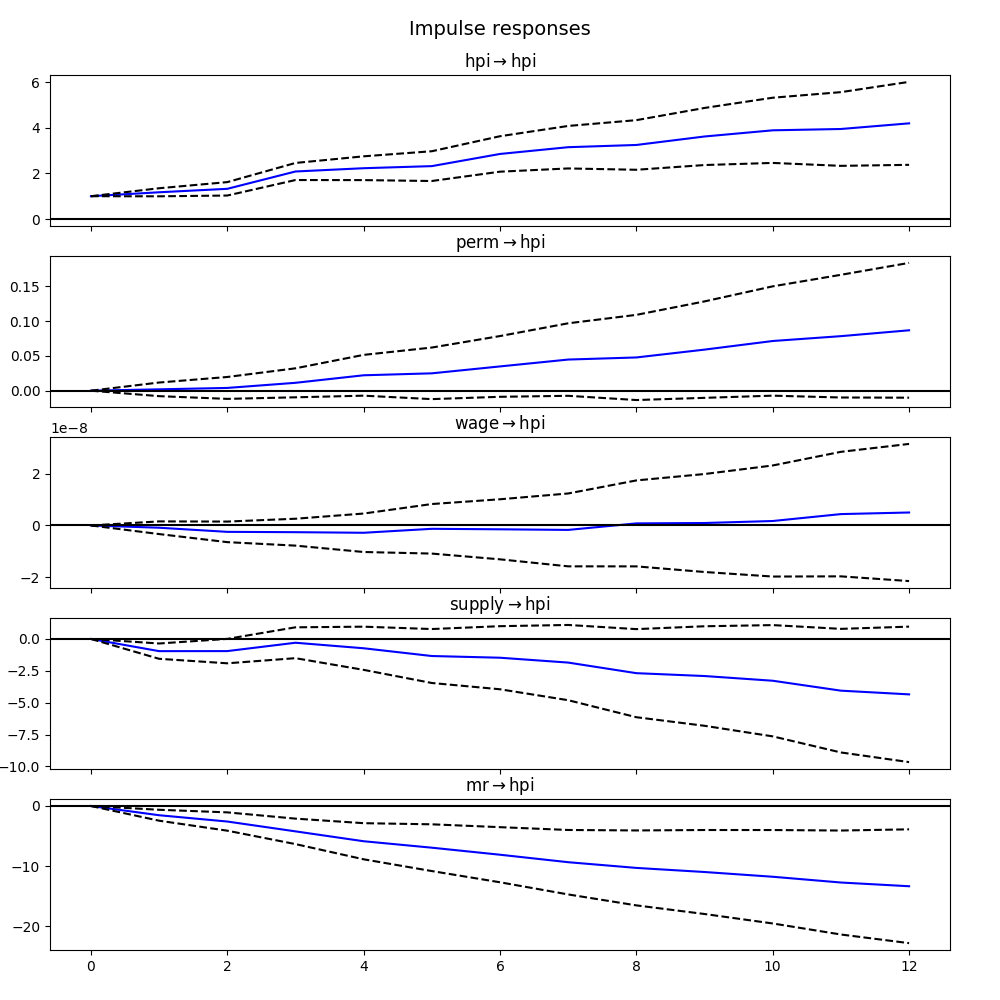 Impulse responses
hpi → hpi
6
4
2
0
perm → hpi
0.15
0.10
0.05
0.00
1e−8
wage → hpi
2
0
−2
supply → hpi
0.0
−2.5
−5.0
−7.5
−10.0
mr → hpi
0
−10
−20
0 2 4 6 8 10 12